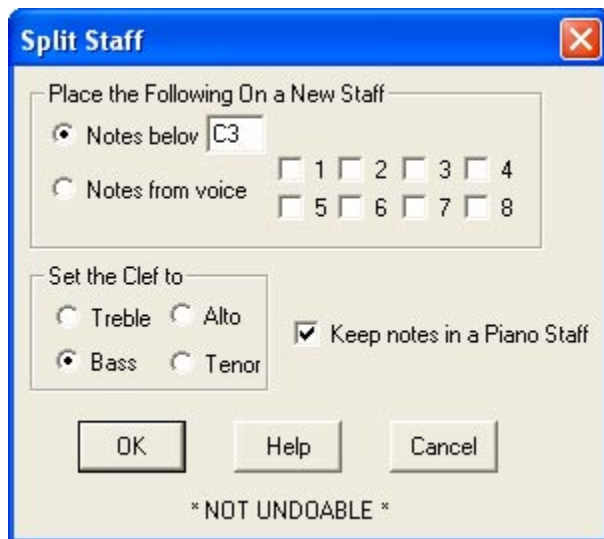 Split Staff
Place the Following On a New Staff
Notes belov C3
1 2 3 4
Notes from voice
5 6 7 8
Set the Clef to
Treble Alto
Keep notes in a Piano Staff
Bass Tenor
OK Help Cancel
* NOT UNDOABLE *